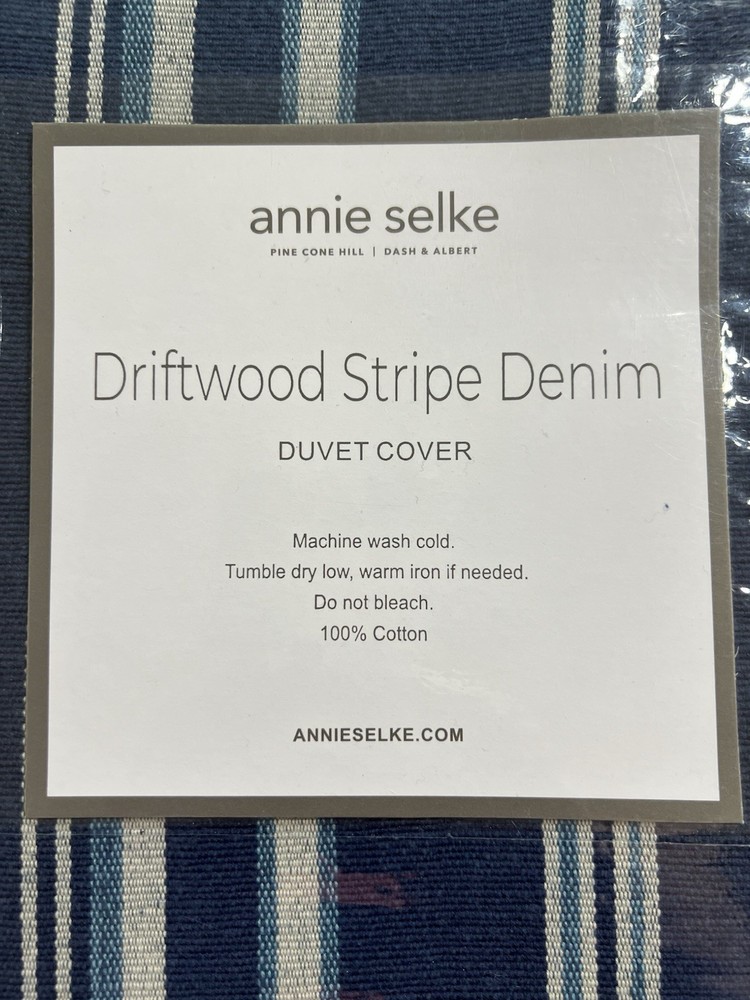 annie selke
PINE CONE HILL | DASH & ALBERT
Driftwood Stripe Denim
DUVET COVER
Machine wash cold.
Tumble dry low, warm iron if needed.
Do not bleach.
100% Cotton
ANNIESELKE.COM